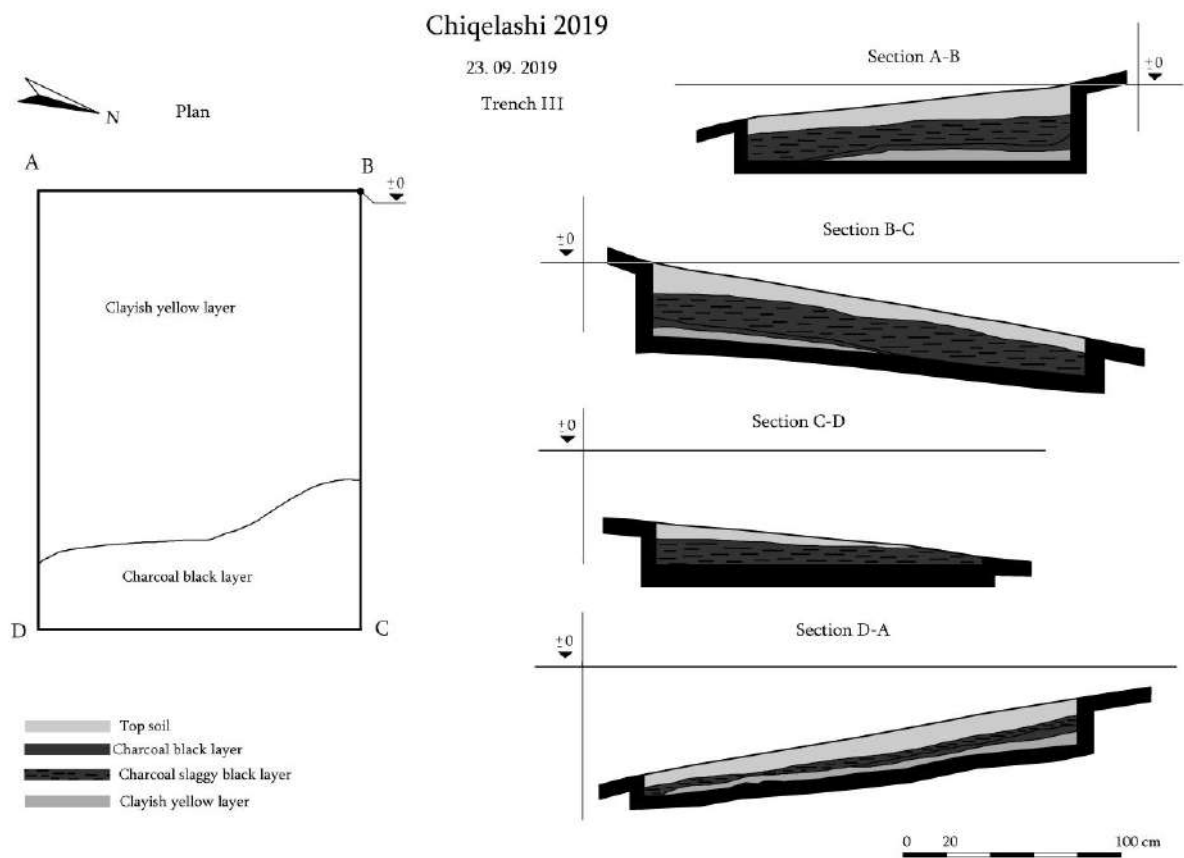 Chiqelashi 2019
23. 09. 2019
Trench III
N
Plan
A
B
±0
Clayish yellow layer
Charcoal black layer
D
C
Top soil
Charcoal black layer
Charcoal slaggy black layer
Clayish yellow layer
Section A-B
±0
Section B-C
±0
Section C-D
±0
Section D-A
±0
0 20 100 cm